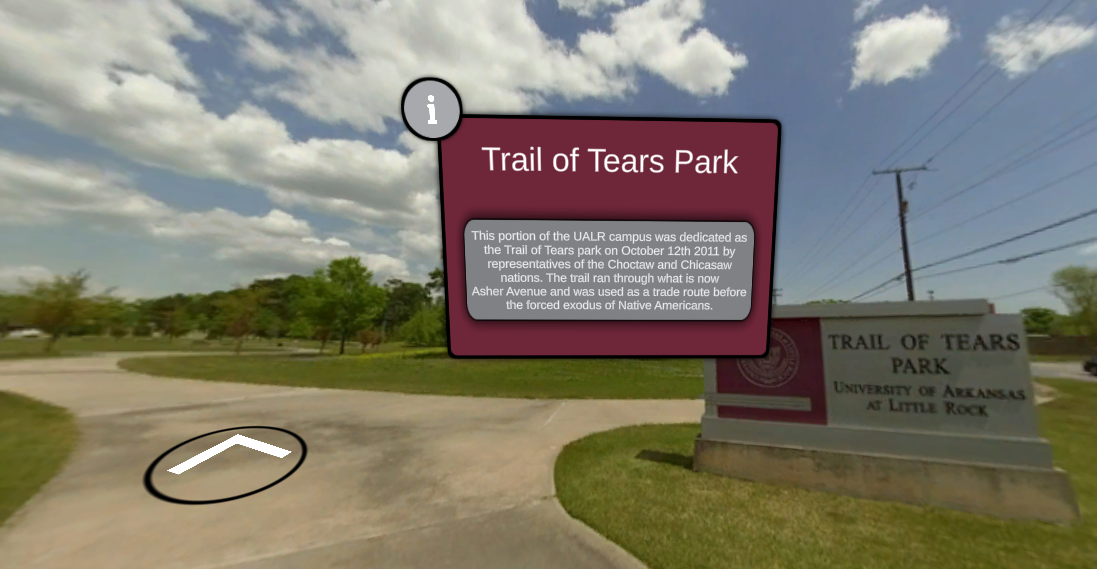 i
Trail of Tears Park
This portion of the UALR campus was dedicated as
the Trail of Tears park on October 12th 2011 by
representatives of the Choctaw and Chicasaw
nations. The trail ran through what is now
Asher Avenue and was used as a trade route before
the forced exodus of Native Americans.
TRAIL OF TEARS
PARK
UNIVERSITY OF ARKANSAS
AT LITTLE ROCK